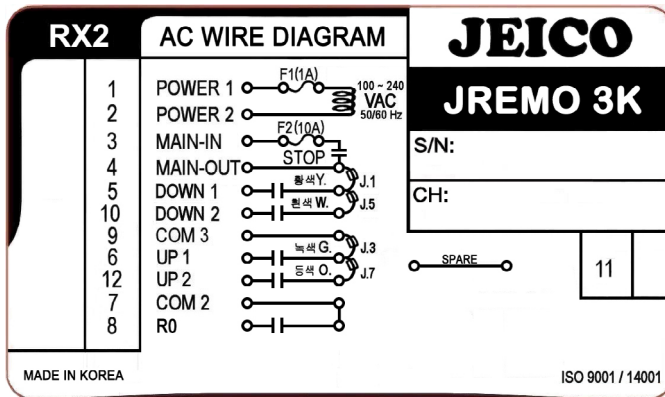 RX2
AC WIRE DIAGRAM
JEICO
JREMO 3K
S/N:
CH:
1 POWER 1 F1(1A) 100 ~ 240
2 POWER 2 VAC
50/60 Hz
3 MAIN-IN F2(10A)
4 MAIN-OUT STOP
5 DOWN 1 황색Y. J.1
10 DOWN 2 흰색 W. J.5
9 COM 3
6 UP 1 녹색 G. J.3
12 UP 2 등색 O. J.7
7 COM 2
8 R0
SPARE 11
MADE IN KOREA
ISO 9001 / 14001